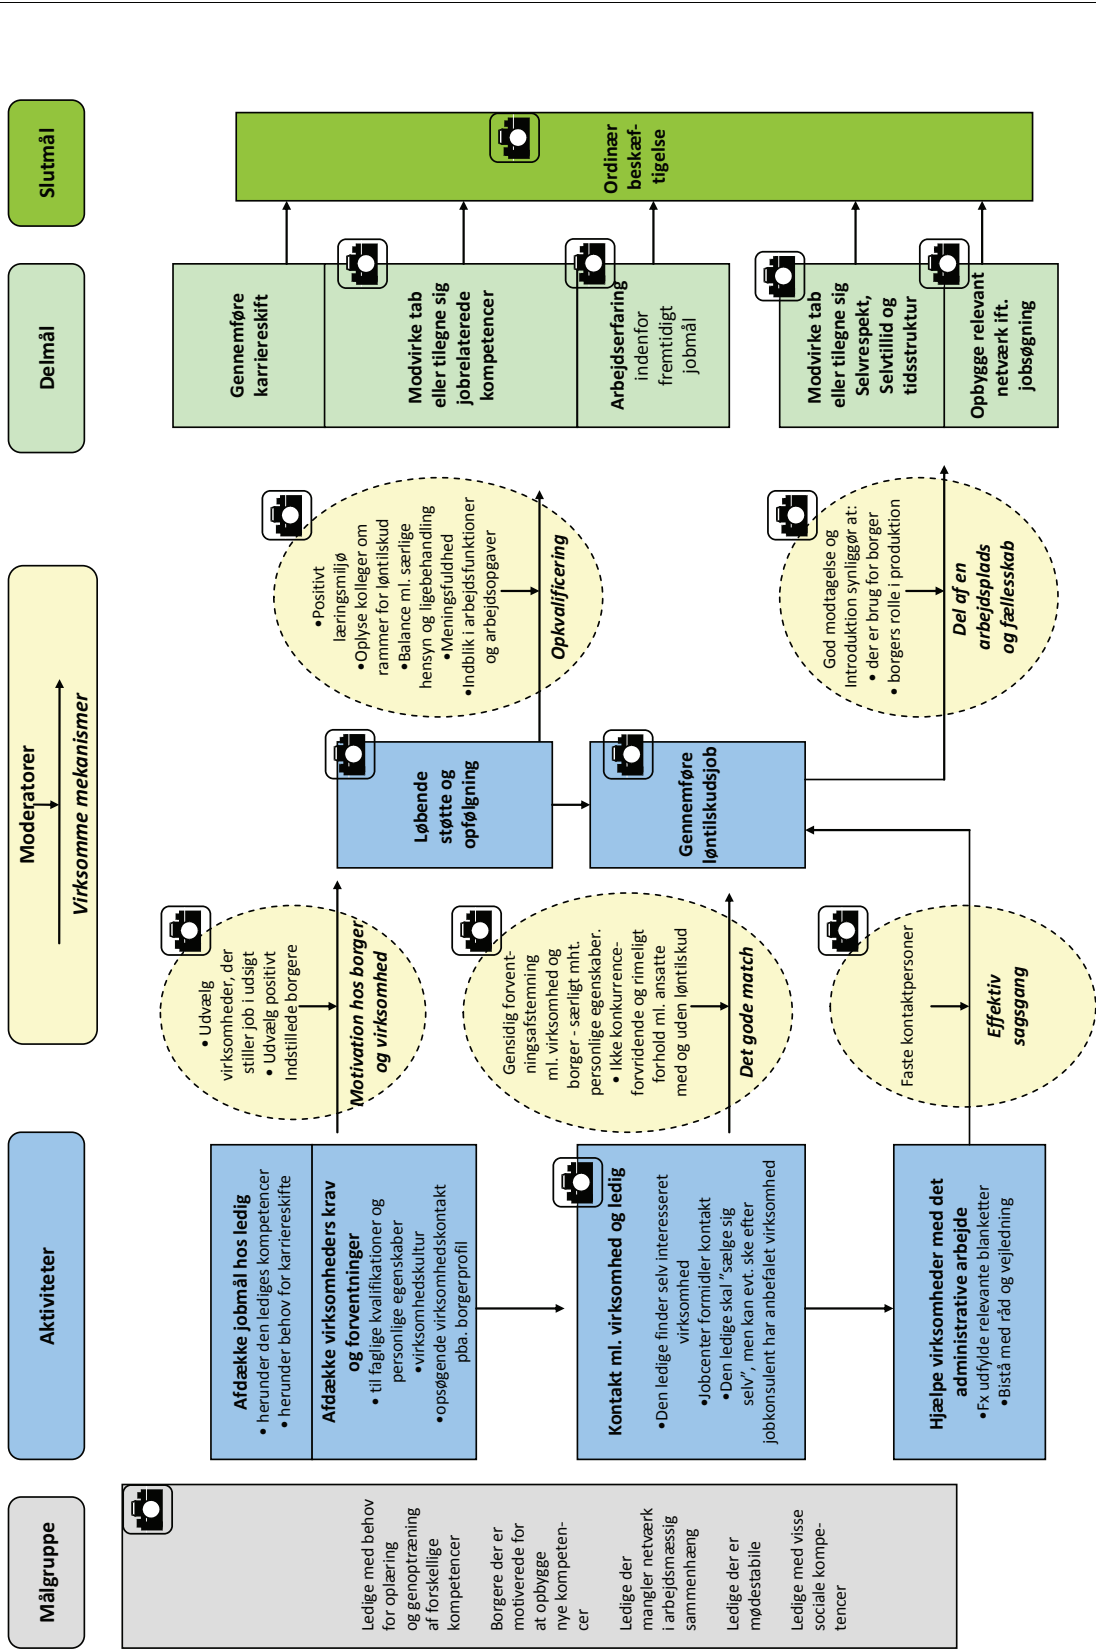 Målgruppe
Aktiviteter
Moderatorer
Virksomme mekanismer
Delmål
Slutmål
Ledige med behov
for oplæring
og genoptræning
af forskellige
kompetencer
Borgere der er
motiverede for
at opbygge
nye kompeten-
cer
Ledige der
mangler netværk
i arbejdsmæssig
sammenhæng
Ledige der er
mødestabile
Ledige med visse
sociale kompe-
tencer
Afdække jobmål hos ledig
• herunder den lediges kompetencer
• herunder behov for karriereskifte
Afdække virksomheders krav
og forventninger
• til faglige kvalifikationer og
personlige egenskaber
•virksomhedskultur
•opsøgende virksomhedskontakt
pba. borgerprofil
Kontakt ml. virksomhed og ledig
•Den ledige finder selv interesseret
virksomhed
•Jobcenter formidler kontakt
•Den ledige skal ”sælge sig
selv”, men kan evt. ske efter
jobkonsulent har anbefalet virksomhed
Hjælpe virksomheder med det
administrative arbejde
•Fx udfylde relevante blanketter
•Bistå med råd og vejledning
• Udvælg
virksomheder, der
stiller job i udsigt
• Udvælg positivt
Indstillede borgere
Motivation hos borger
og virksomhed
Gensidig forvent-
ningsafstemning
ml. virksomhed og
borger - særligt mht.
personlige egenskaber.
• Ikke konkurrence-
forvridende og rimeligt
forhold ml. ansatte
med og uden løntilskud
Det gode match
Faste kontaktpersoner
Effektiv
sagsgang
Løbende
støtte og
opfølgning
Gennemføre
løntilskudsjob
•Positivt
læringsmiljø
•Oplyse kolleger om
rammer for løntilskud
•Balance ml. særlige
hensyn og ligebehandling
•Meningsfuldhed
•Indblik i arbejdsfunktioner
og arbejdsopgaver
Opkvalificering
God modtagelse og
Introduktion synliggør at:
• der er brug for borger
• borgers rolle i produktion
Del af en
arbejdsplads
og fællesskab
Gennemføre
karriereskift
Modvirke tab
eller tilegne sig
jobrelaterede
kompetencer
Arbejdserfaring
indenfor
fremtidigt
jobmål
Modvirke tab
eller tilegne sig
Selvrespekt,
Selvtillid og
tidsstruktur
Opbygge relevant
netværk ift.
jobsøgning
Ordinær
beskæf-
tigelse